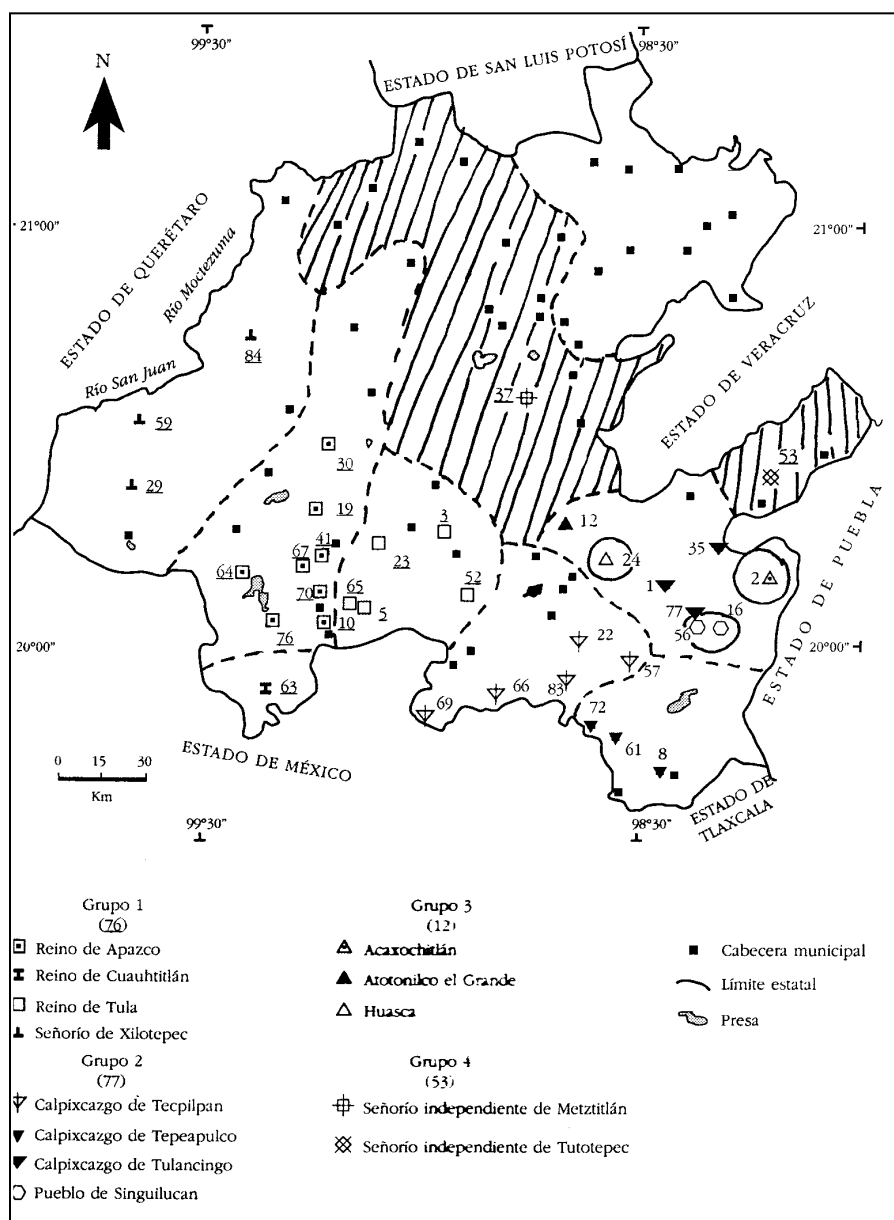 99°30"
98°30"
N
ESTADO DE SAN LUIS POTOSÍ
21°00"
21°00"
ESTADO DE QUERÉTARO
Río Moctezuma
84
Río San Juan
ESTADO DE VERACRUZ
59
37
53
30
29
19
3
12
41
23
24
35
67
64
2
70
65
52
1
ESTADO DE PUEBLA
5
77
16
76
10
56
20°00"
22
20°00"
57
63
83
69
66
72
61
8
ESTADO DE MÉXICO
0 15 30
Km
ESTADO DE
TLAXCALA
99°30"
98°30"
Grupo 1
(76)
Reino de Apazco
Reino de Cuauhtitlán
Reino de Tula
Señorío de Xilotepec
Grupo 2
(77)
Calpixcazgo de Tecpilpan
Calpixcazgo de Tepeapulco
Calpixcazgo de Tulancingo
Pueblo de Singuilucan
Grupo 3
(12)
Acaxochitlán
Atotonilco el Grande
Huasca
Grupo 4
(53)
Señorío independiente de Metztitlán
Señorío independiente de Tutotepec
Cabecera municipal
Límite estatal
Presa